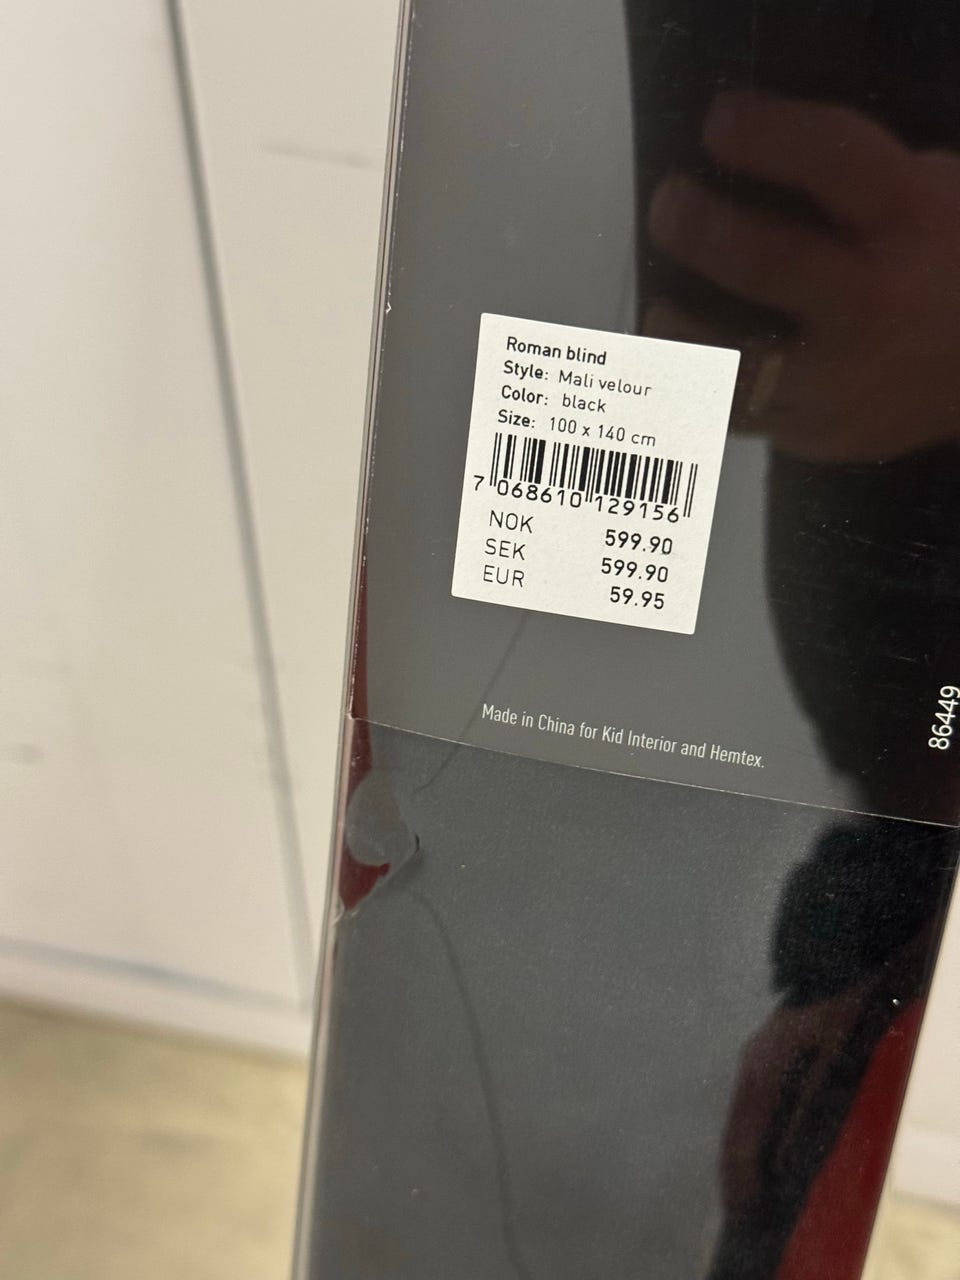 Roman blind
Style: Mali velour
Color: black
Size: 100 x 140 cm
7 068610 129156
NOK 599.90
SEK 599.90
EUR 59.95
Made in China for Kid Interior and Hemtex.
86449